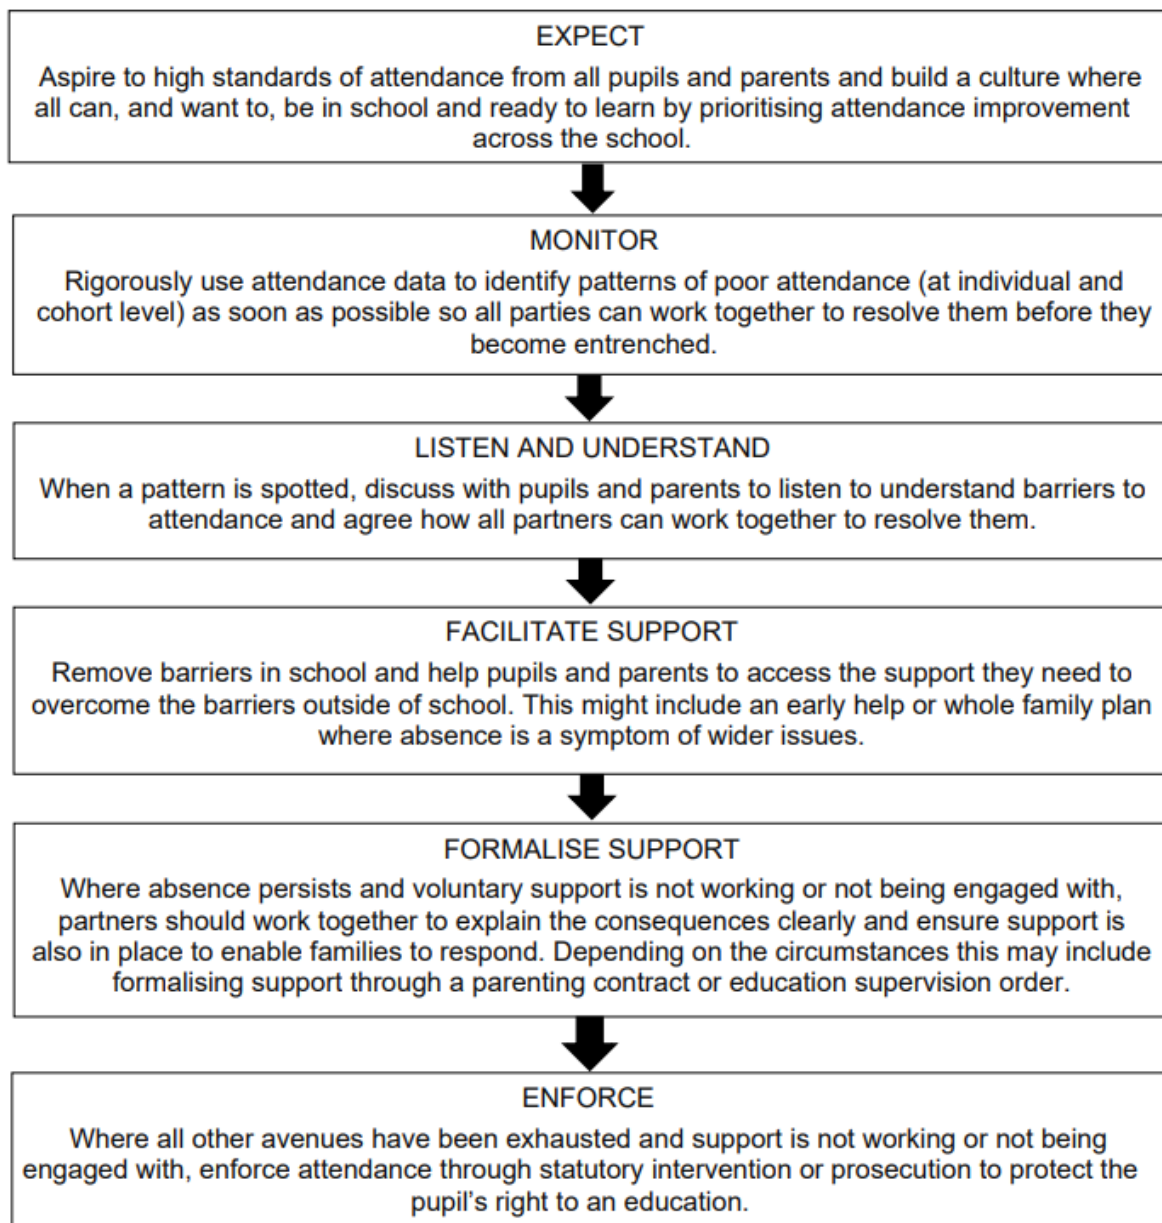 EXPECT
Aspire to high standards of attendance from all pupils and parents and build a culture where
all can, and want to, be in school and ready to learn by prioritising attendance improvement
across the school.
MONITOR
Rigorously use attendance data to identify patterns of poor attendance (at individual and
cohort level) as soon as possible so all parties can work together to resolve them before they
become entrenched.
LISTEN AND UNDERSTAND
When a pattern is spotted, discuss with pupils and parents to listen to understand barriers to
attendance and agree how all partners can work together to resolve them.
FACILITATE SUPPORT
Remove barriers in school and help pupils and parents to access the support they need to
overcome the barriers outside of school. This might include an early help or whole family plan
where absence is a symptom of wider issues.
FORMALISE SUPPORT
Where absence persists and voluntary support is not working or not being engaged with,
partners should work together to explain the consequences clearly and ensure support is
also in place to enable families to respond. Depending on the circumstances this may include
formalising support through a parenting contract or education supervision order.
ENFORCE
Where all other avenues have been exhausted and support is not working or not being
engaged with, enforce attendance through statutory intervention or prosecution to protect the
pupil's right to an education.